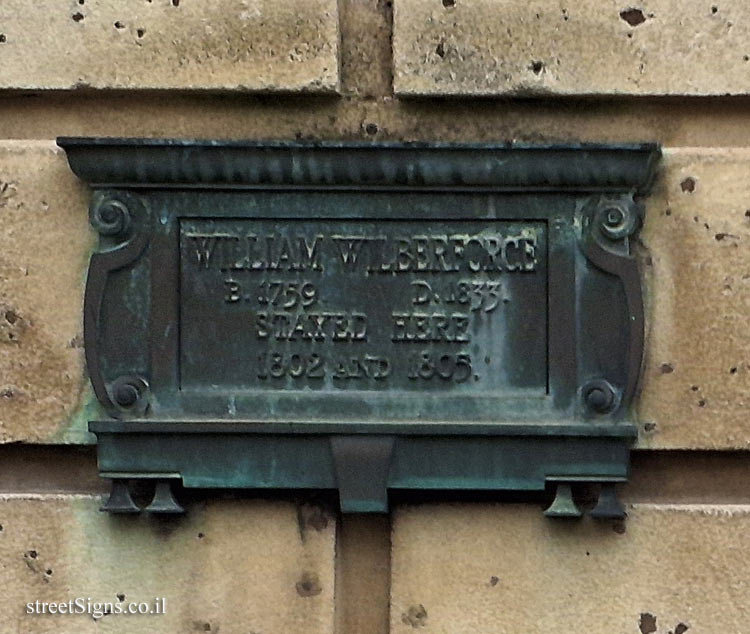 WILLIAM WILBERFORCE
B. 1759. D. 1833.
STAYED HERE
1802 AND 1805.
streetSigns.co.il